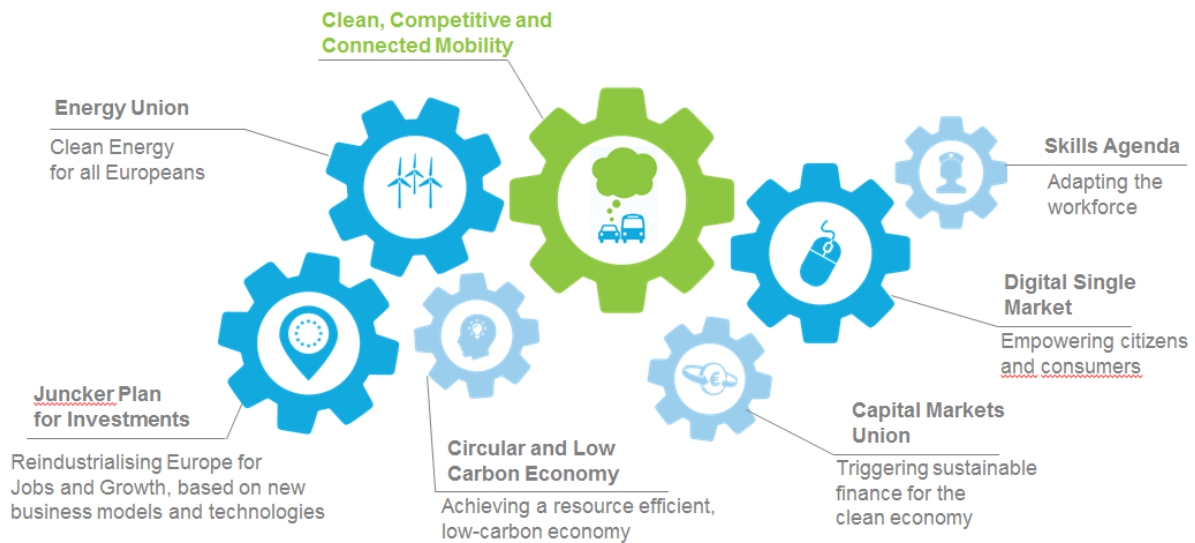 Clean, Competitive and
Connected Mobility
Energy Union
Clean Energy
for all Europeans
Skills Agenda
Adapting the
workforce
Digital Single
Market
Empowering citizens
and consumers
Juncker Plan
for Investments
Reindustrialising Europe for
Jobs and Growth, based on new
business models and technologies
Circular and Low
Carbon Economy
Achieving a resource efficient,
low-carbon economy
Capital Markets
Union
Triggering sustainable
finance for the
clean economy
€